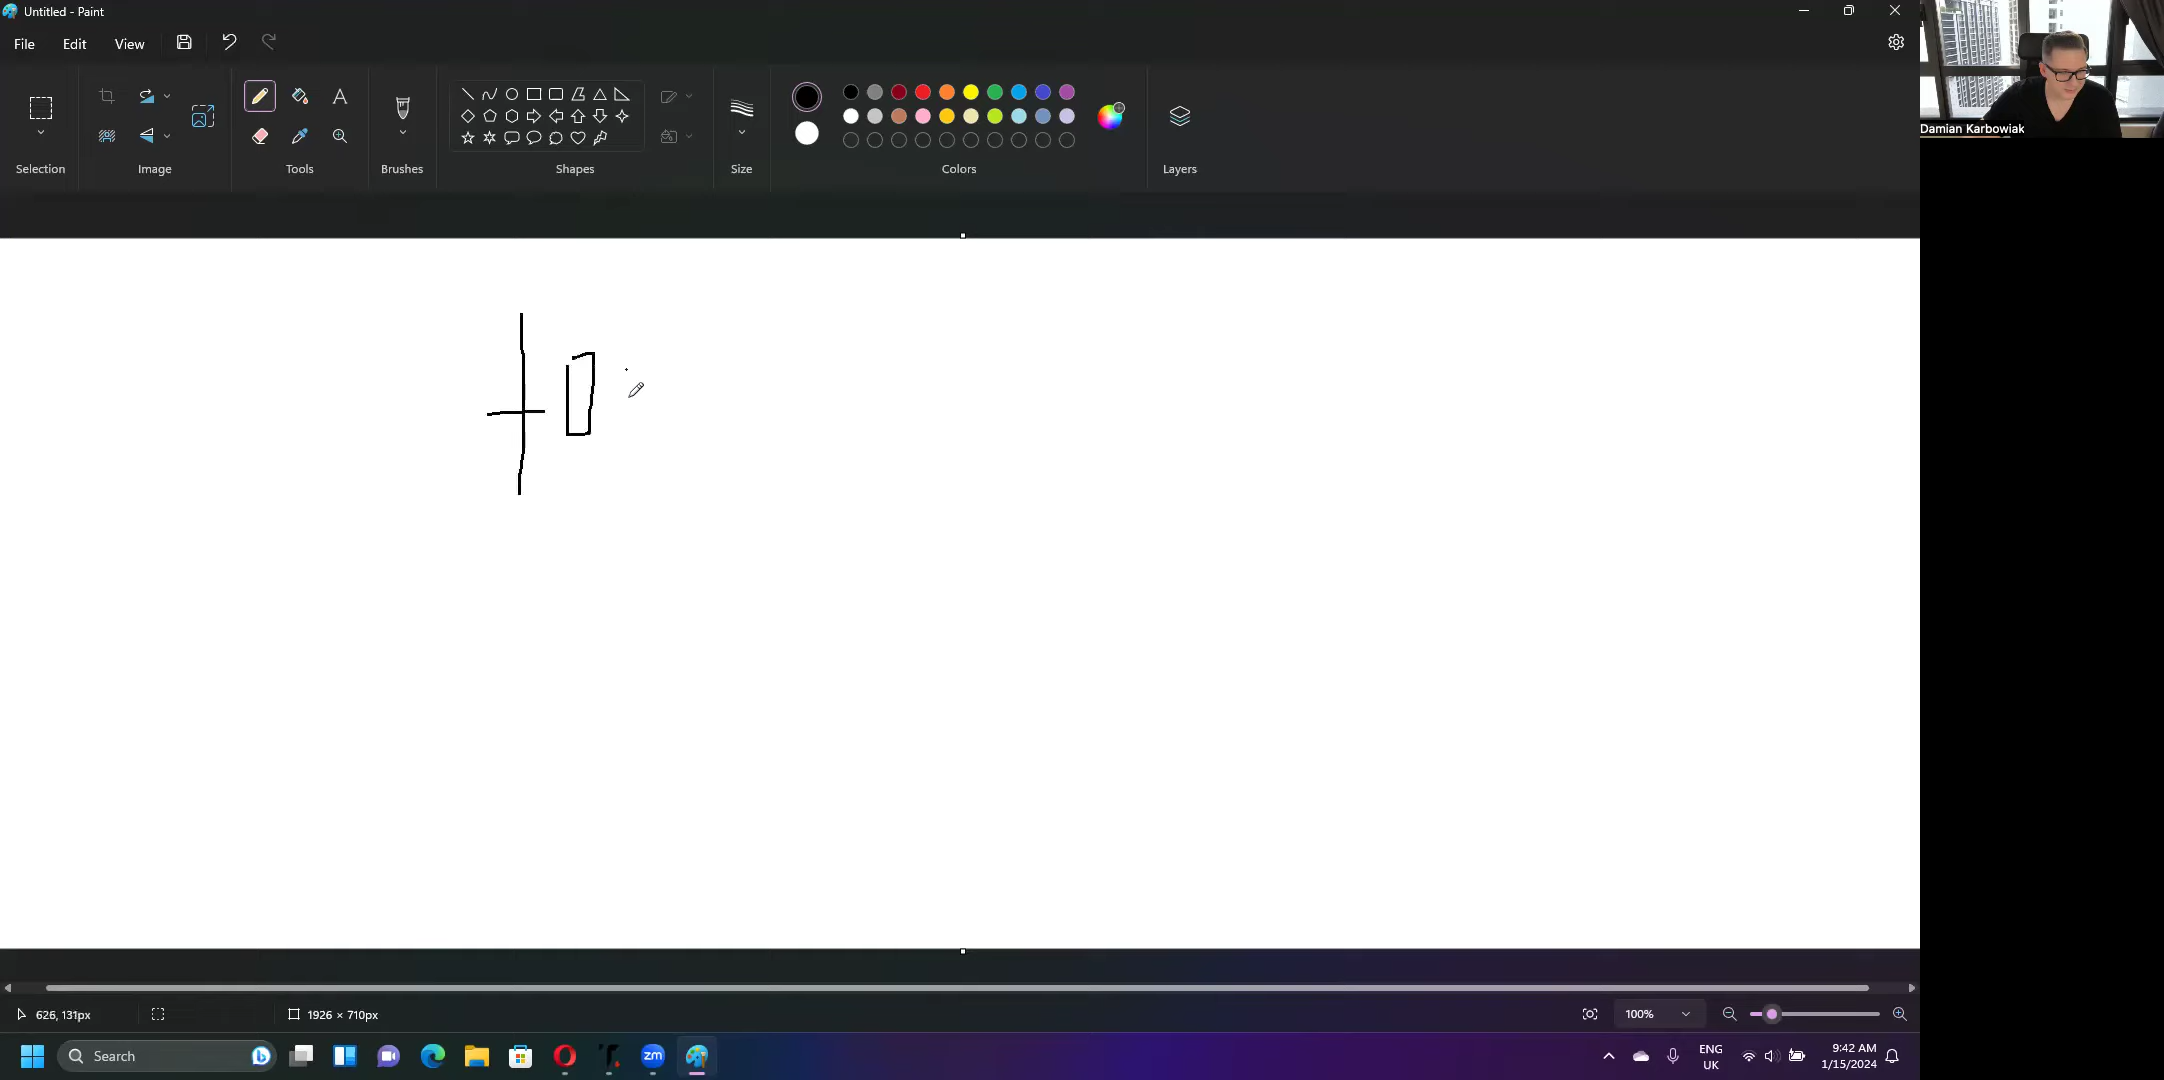 Untitled - Paint
File Edit View
Selection Image Tools Brushes Shapes Size Colors Layers
Damian Karbowiak
626, 131px 1926 × 710px 100%
Search zm ENG 9:42 AM
UK 1/15/2024